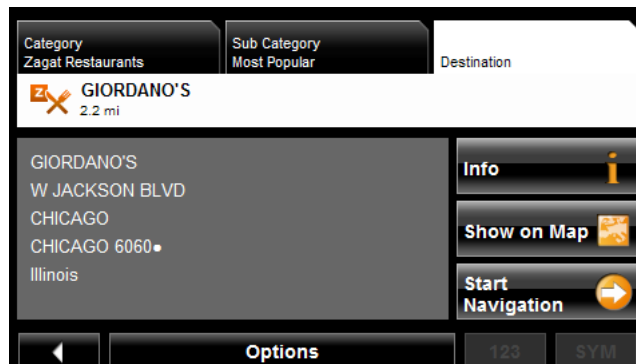 Category
Zagat Restaurants
Sub Category
Most Popular
Destination
Z
GIORDANO'S
2.2 mi
GIORDANO'S
W JACKSON BLVD
CHICAGO
CHICAGO 6060●
Illinois
Info
i
Show on Map
Start
Navigation
Options
123
SYM